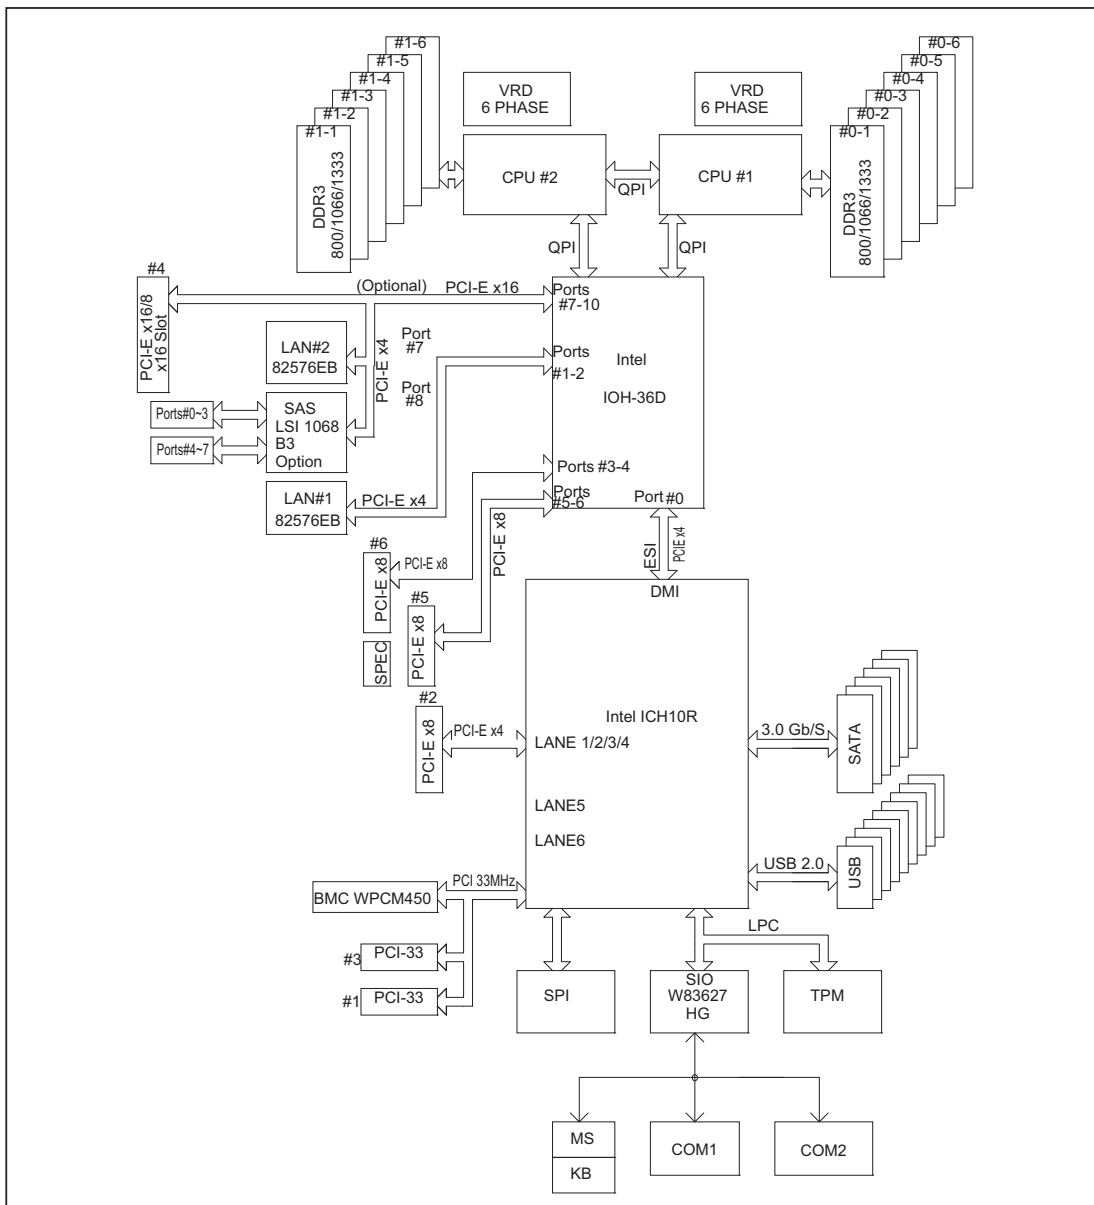 #1-6
#1-5
#1-4
#1-3
#1-2
#1-1
DDR3
800/1066/1333
VRD
6 PHASE
VRD
6 PHASE
#0-6
#0-5
#0-4
#0-3
#0-2
#0-1
DDR3
800/1066/1333
CPU #2
QPI
CPU #1
QPI
QPI
#4
PCI-E x16/8
x16 Slot
(Optional)
PCI-E x16
Ports
#7-10
LAN#2
82576EB
PCI-E x4
Port
#7
Port
#8
Ports
#1-2
Intel
IOH-36D
Ports#0~3
Ports#4~7
SAS
LSI 1068
B3
Option
Ports #3-4
Ports
#5-6
Port #0
LAN#1
82576EB
PCI-E x4
PCI-E x8
ESI
PCIE x4
#6
PCI-E x8
PCI-E x8
#5
PCI-E x8
SPEC
DMI
#2
PCI-E x8
PCI-E x4
Intel ICH10R
LANE 1/2/3/4
LANE5
LANE6
3.0 Gb/S
SATA
USB 2.0
USB
PCI 33MHz
BMC WPCM450
#3
PCI-33
#1
PCI-33
LPC
SPI
SIO
W83627
HG
TPM
MS
KB
COM1
COM2